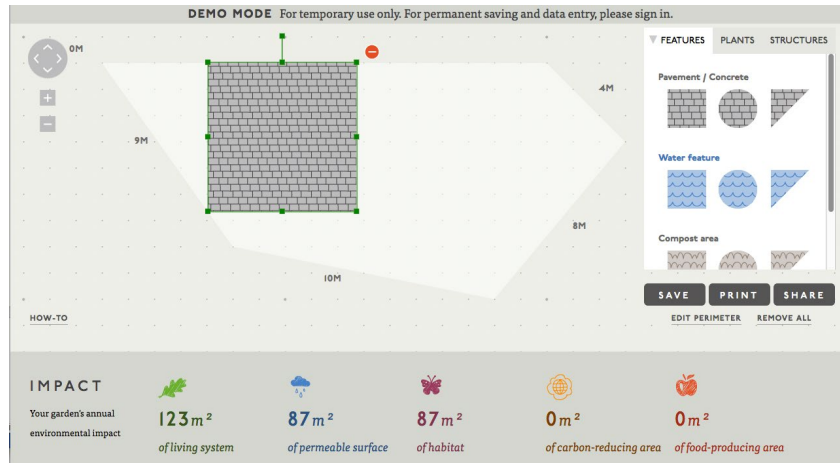 DEMO MODE For temporary use only. For permanent saving and data entry, please sign in.
0M
FEATURES PLANTS STRUCTURES
Pavement / Concrete
4M
9M
Water feature
8M
Compost area
10M
SAVE PRINT SHARE
HOW-TO
EDIT PERIMETER REMOVE ALL
IMPACT
Your garden's annual
environmental impact
123m²
of living system
87m²
of permeable surface
87m²
of habitat
0m²
of carbon-reducing area
0m²
of food-producing area